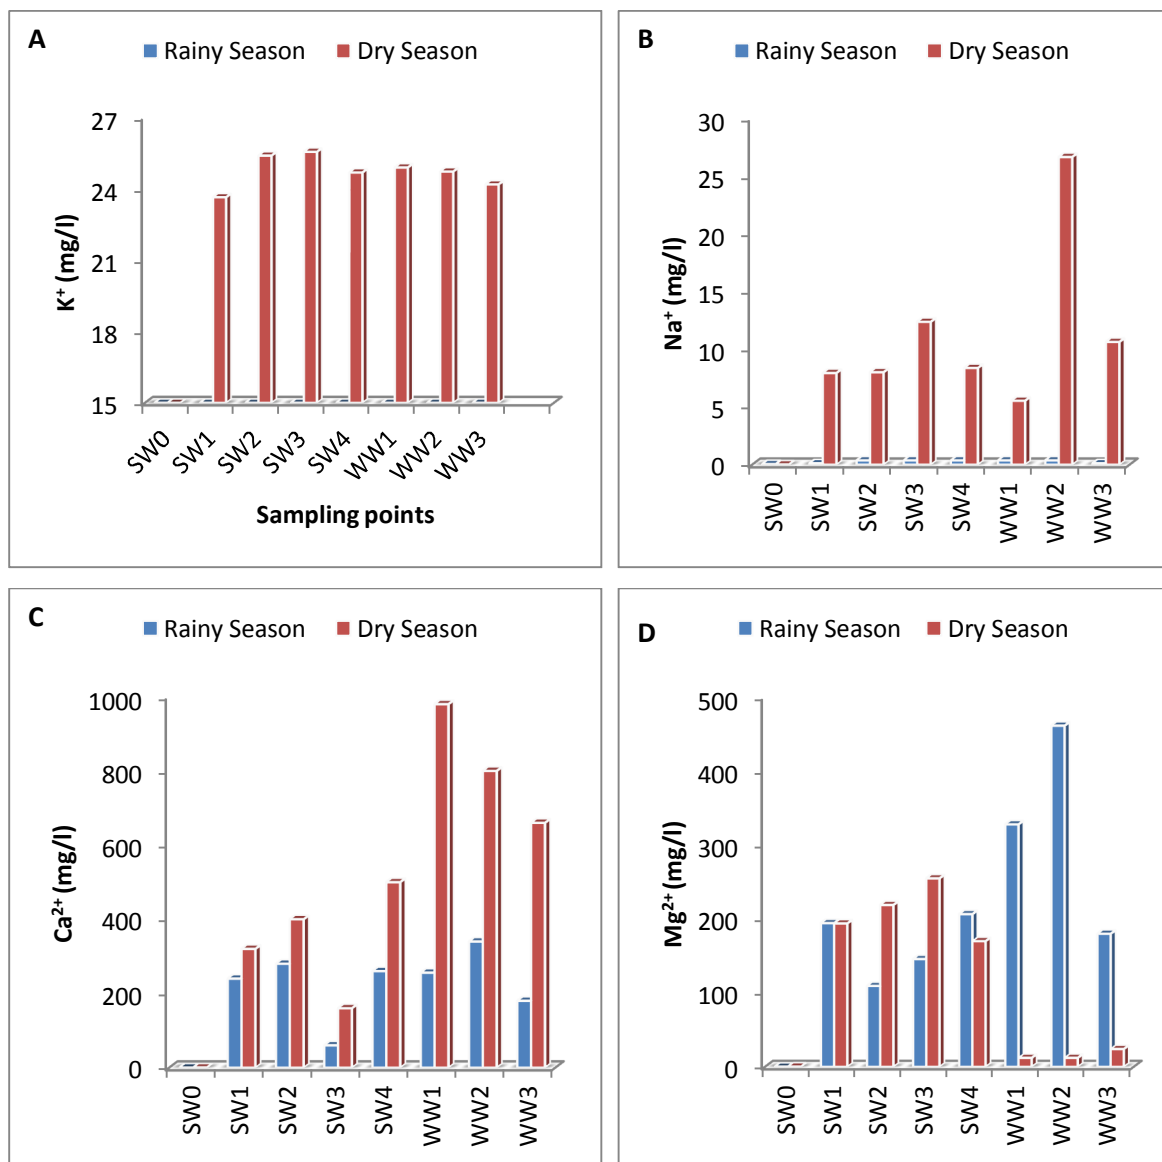 A
Rainy Season Dry Season
27
24
21
18
15
K⁺ (mg/l)
SW0 SW1 SW2 SW3 SW4 WW1 WW2 WW3
Sampling points
B
Rainy Season Dry Season
30
25
20
15
10
5
0
Na⁺ (mg/l)
SW0 SW1 SW2 SW3 SW4 WW1 WW2 WW3
C
Rainy Season Dry Season
1000
800
600
400
200
0
Ca²⁺ (mg/l)
SW0 SW1 SW2 SW3 SW4 WW1 WW2 WW3
D
Rainy Season Dry Season
500
400
300
200
100
0
Mg²⁺ (mg/l)
SW0 SW1 SW2 SW3 SW4 WW1 WW2 WW3